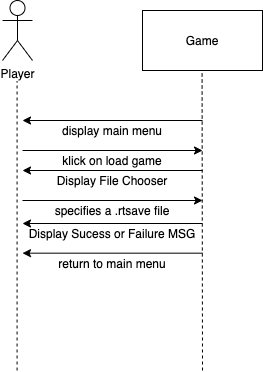 Game
Player
display main menu
klick on load game
Display File Chooser
specifies a .rtsave file
Display Sucess or Failure MSG
return to main menu